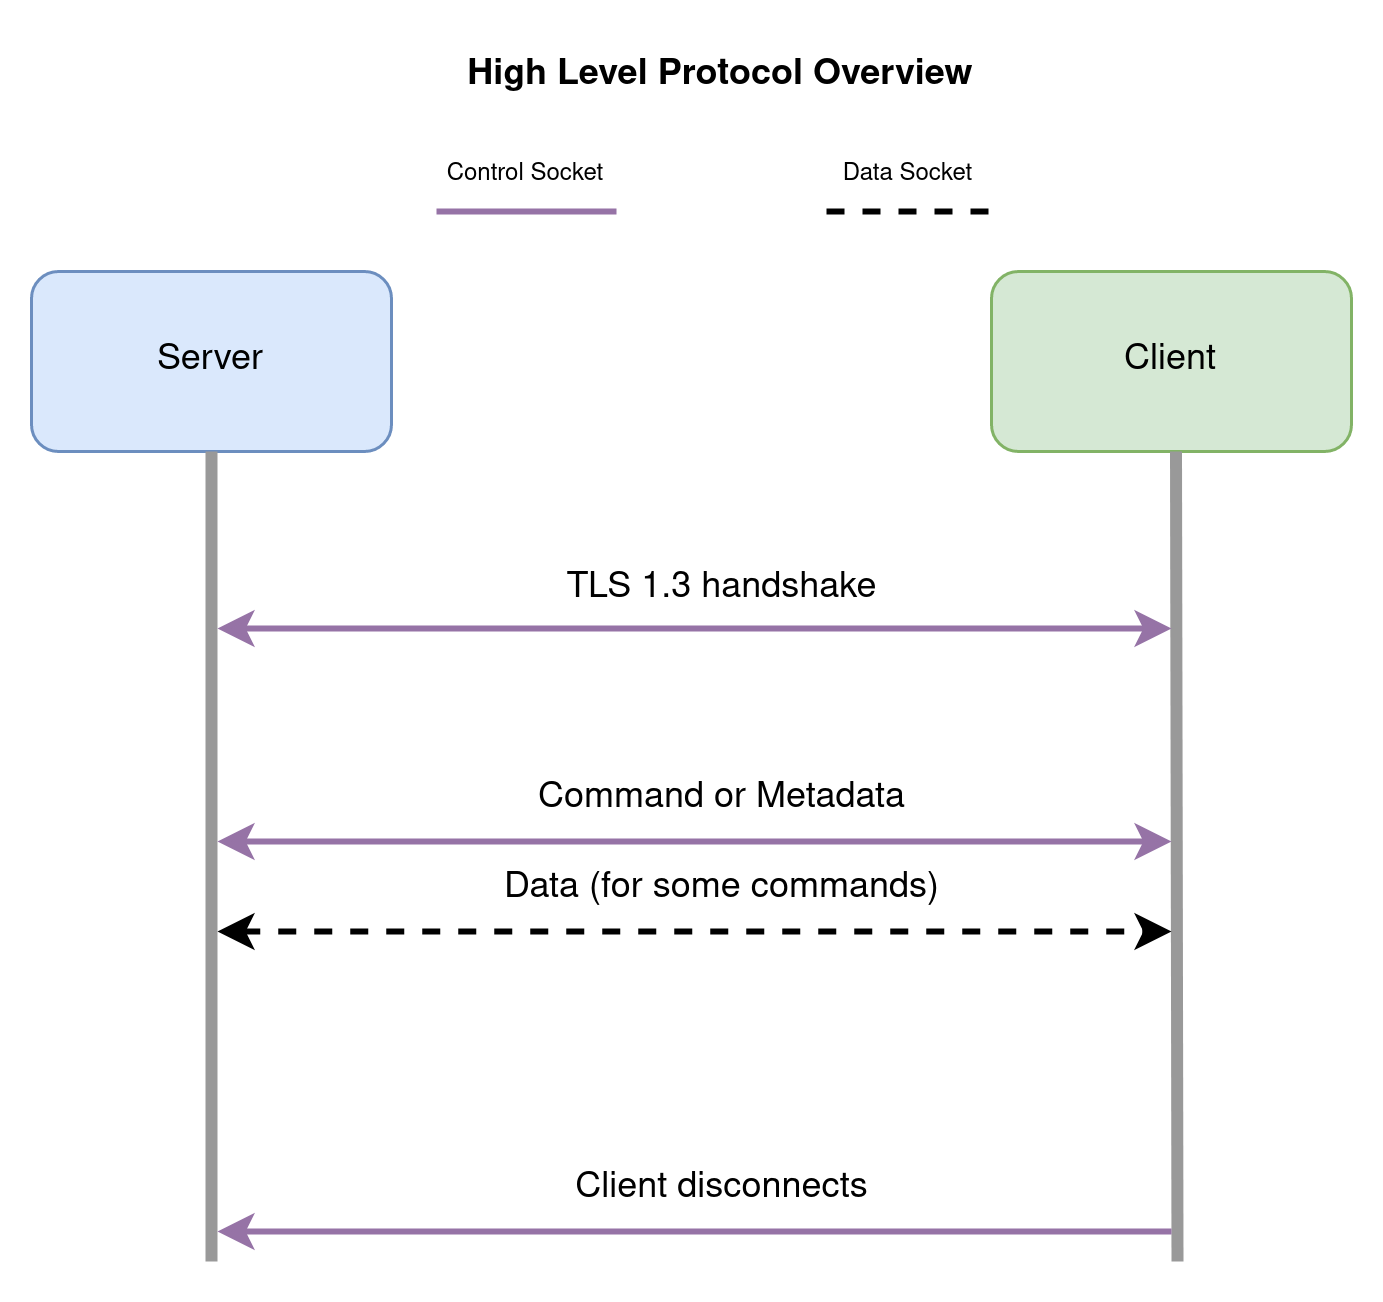 High Level Protocol Overview
Control Socket
Data Socket
Server
Client
TLS 1.3 handshake
Command or Metadata
Data (for some commands)
Client disconnects